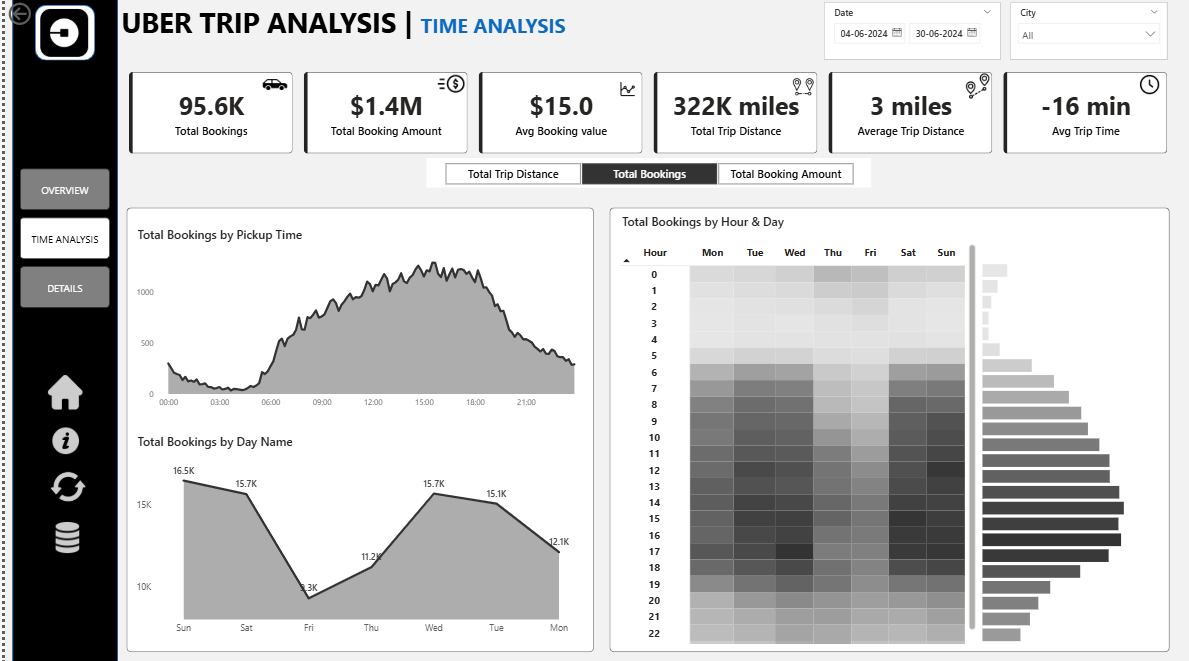 UBER TRIP ANALYSIS | TIME ANALYSIS
Date
04-06-2024 30-06-2024
City
All
95.6K
Total Bookings
$1.4M
Total Booking Amount
$15.0
Avg Booking value
322K miles
Total Trip Distance
3 miles
Average Trip Distance
-16 min
Avg Trip Time
Total Trip Distance Total Bookings Total Booking Amount
OVERVIEW
TIME ANALYSIS
DETAILS
Total Bookings by Pickup Time
1000
500
0
00:00 03:00 06:00 09:00 12:00 15:00 18:00 21:00
Total Bookings by Day Name
15K
10K
16.5K 15.7K 9.3K 11.2K 15.7K 15.1K 12.1K
Sun Sat Fri Thu Wed Tue Mon
Total Bookings by Hour & Day
Hour Mon Tue Wed Thu Fri Sat Sun
0
1
2
3
4
5
6
7
8
9
10
11
12
13
14
15
16
17
18
19
20
21
22